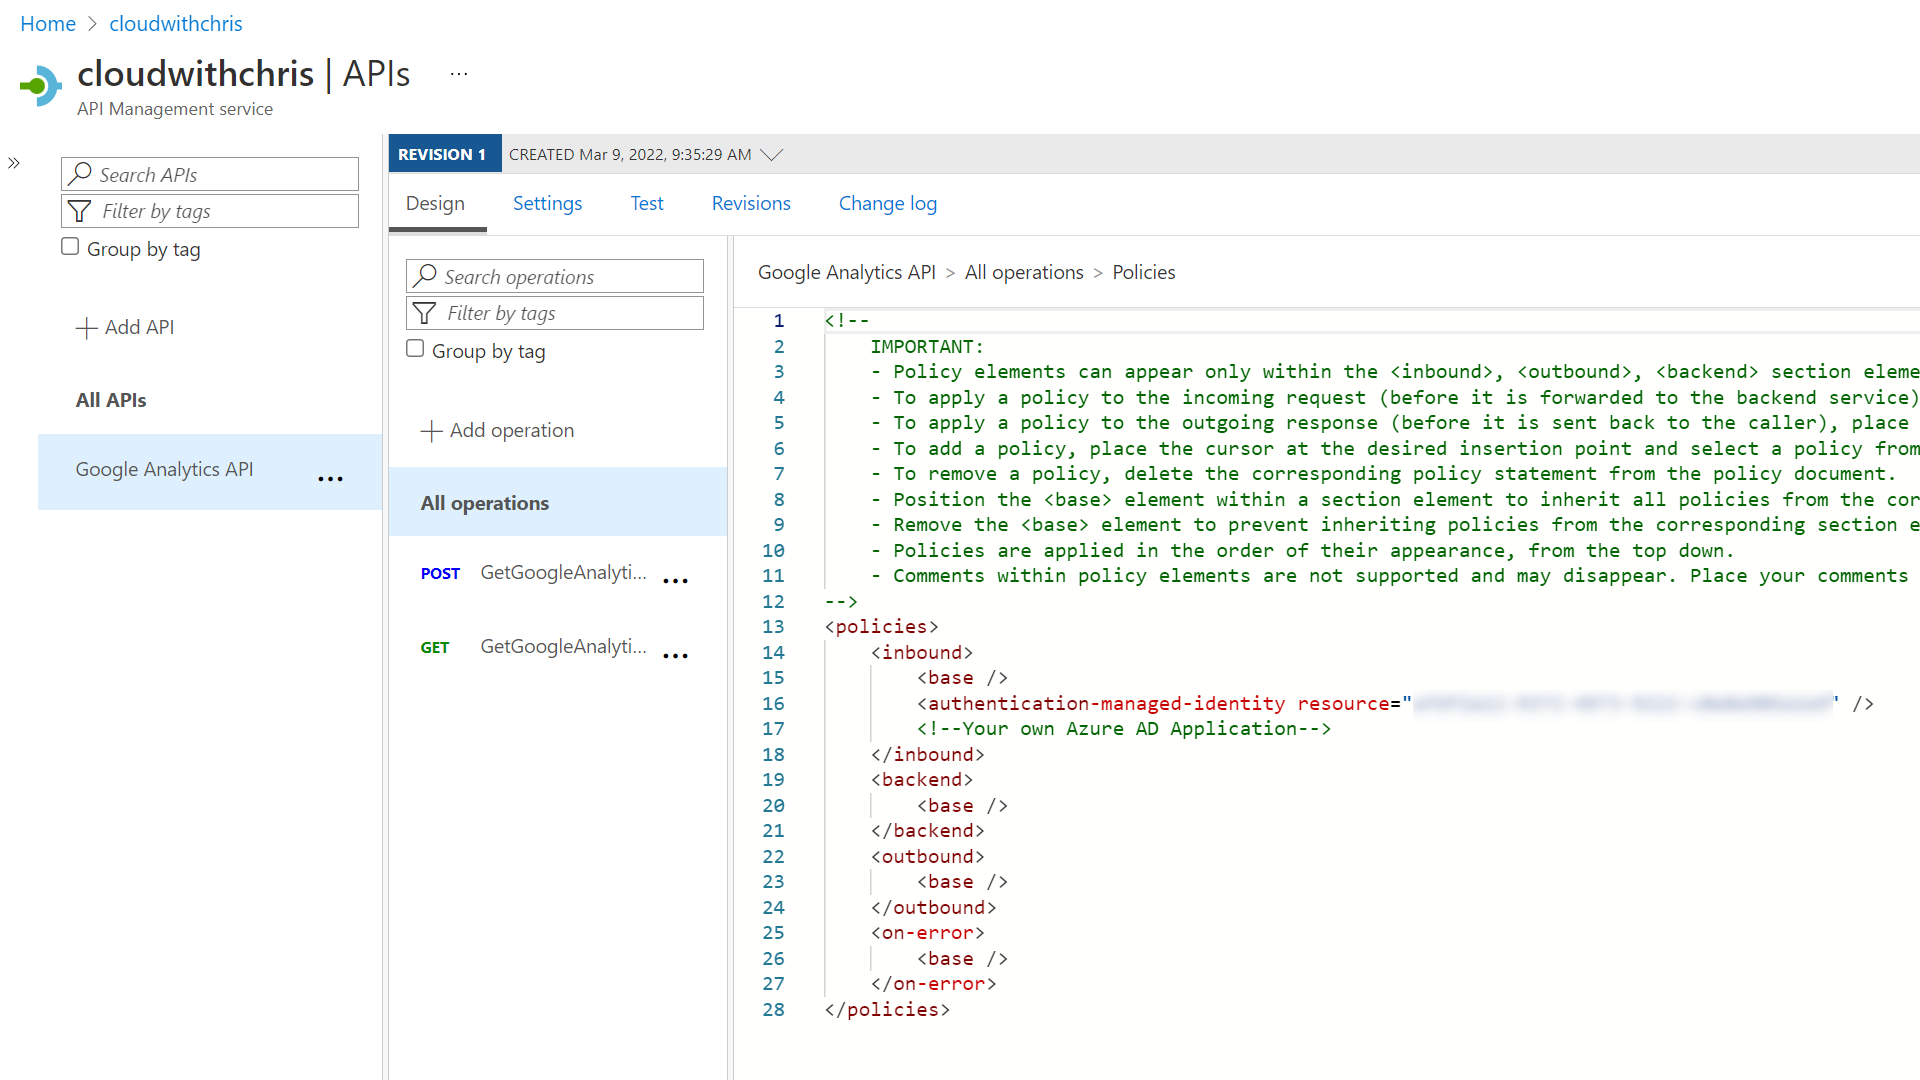 Home > cloudwithchris
cloudwithchris | APIs ...
API Management service
»
Search APIs
Filter by tags
Group by tag
+ Add API
All APIs
Google Analytics API ...
REVISION 1 CREATED Mar 9, 2022, 9:35:29 AM
Design Settings Test Revisions Change log
Search operations
Filter by tags
Group by tag
+ Add operation
All operations
POST GetGoogleAnalyti... ...
GET GetGoogleAnalyti... ...
Google Analytics API > All operations > Policies
1 <!--
2 IMPORTANT:
3 - Policy elements can appear only within the <inbound>, <outbound>, <backend> section eleme
4 - To apply a policy to the incoming request (before it is forwarded to the backend service)
5 - To apply a policy to the outgoing response (before it is sent back to the caller), place
6 - To add a policy, place the cursor at the desired insertion point and select a policy from
7 - To remove a policy, delete the corresponding policy statement from the policy document.
8 - Position the <base> element within a section element to inherit all policies from the cor
9 - Remove the <base> element to prevent inheriting policies from the corresponding section e
10 - Policies are applied in the order of their appearance, from the top down.
11 - Comments within policy elements are not supported and may disappear. Place your comments
12 -->
13 <policies>
14 <inbound>
15 <base />
16 <authentication-managed-identity resource=" " />
17 <!--Your own Azure AD Application-->
18 </inbound>
19 <backend>
20 <base />
21 </backend>
22 <outbound>
23 <base />
24 </outbound>
25 <on-error>
26 <base />
27 </on-error>
28 </policies>